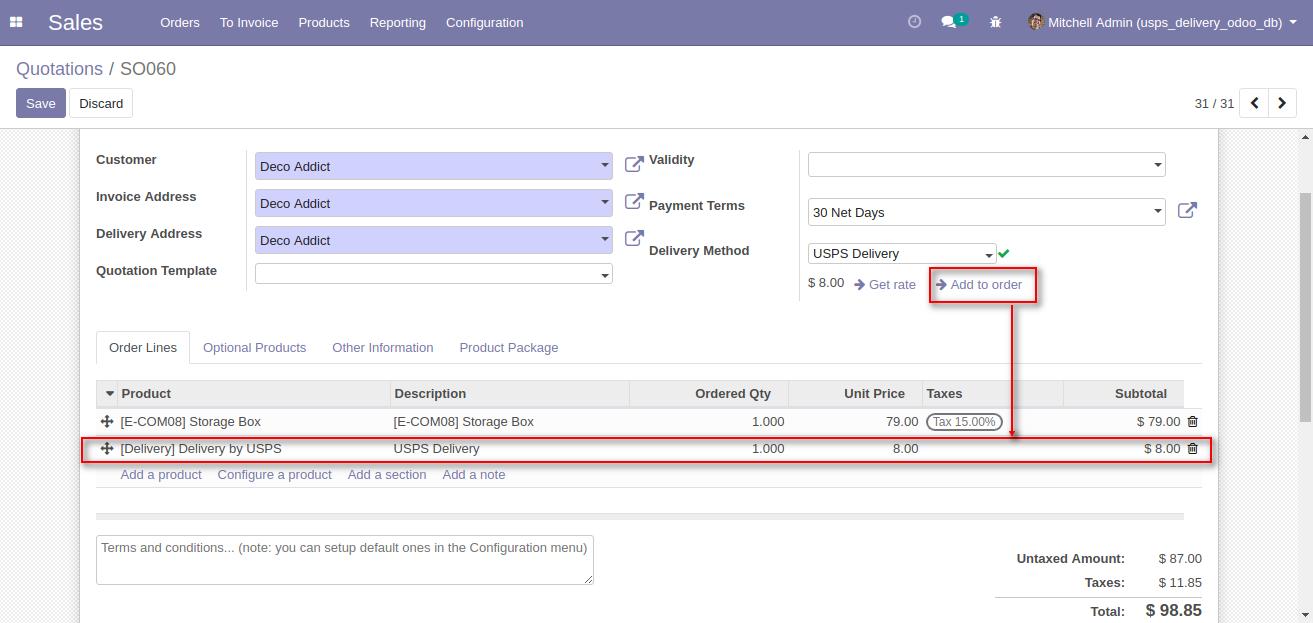 Sales Orders To Invoice Products Reporting Configuration 1 Mitchell Admin (usps_delivery_odoo_db)
Quotations / SO060
Save Discard 31 / 31
Customer Deco Addict Validity
Invoice Address Deco Addict Payment Terms 30 Net Days
Delivery Address Deco Addict Delivery Method USPS Delivery
Quotation Template $ 8.00 Get rate Add to order
Order Lines Optional Products Other Information Product Package
Product Description Ordered Qty Unit Price Taxes Subtotal
[E-COM08] Storage Box [E-COM08] Storage Box 1.000 79.00 Tax 15.00% $ 79.00
[Delivery] Delivery by USPS USPS Delivery 1.000 8.00 $ 8.00
Add a product Configure a product Add a section Add a note
Terms and conditions... (note: you can setup default ones in the Configuration menu)
Untaxed Amount: $ 87.00
Taxes: $ 11.85
Total: $ 98.85